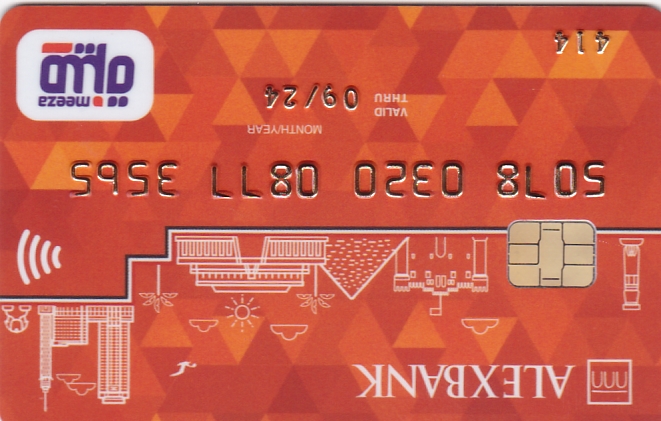 ALEXBANK
5078 0320 0877 3565
MONTH/YEAR
VALID
THRU 09/24
meeza
ميزة
414